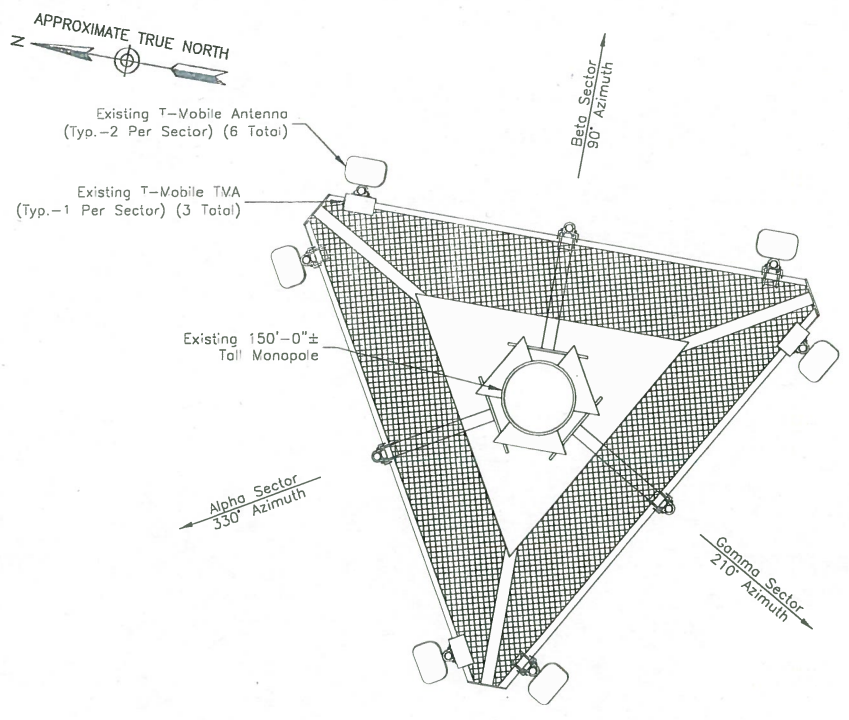 APPROXIMATE TRUE NORTH
N
Existing T-Mobile Antenna
(Typ.-2 Per Sector) (6 Total)
Existing T-Mobile TMA
(Typ.-1 Per Sector) (3 Total)
Beta Sector
90° Azimuth
Existing 150'-0"±
Tall Monopole
Alpha Sector
330° Azimuth
Gamma Sector
210° Azimuth